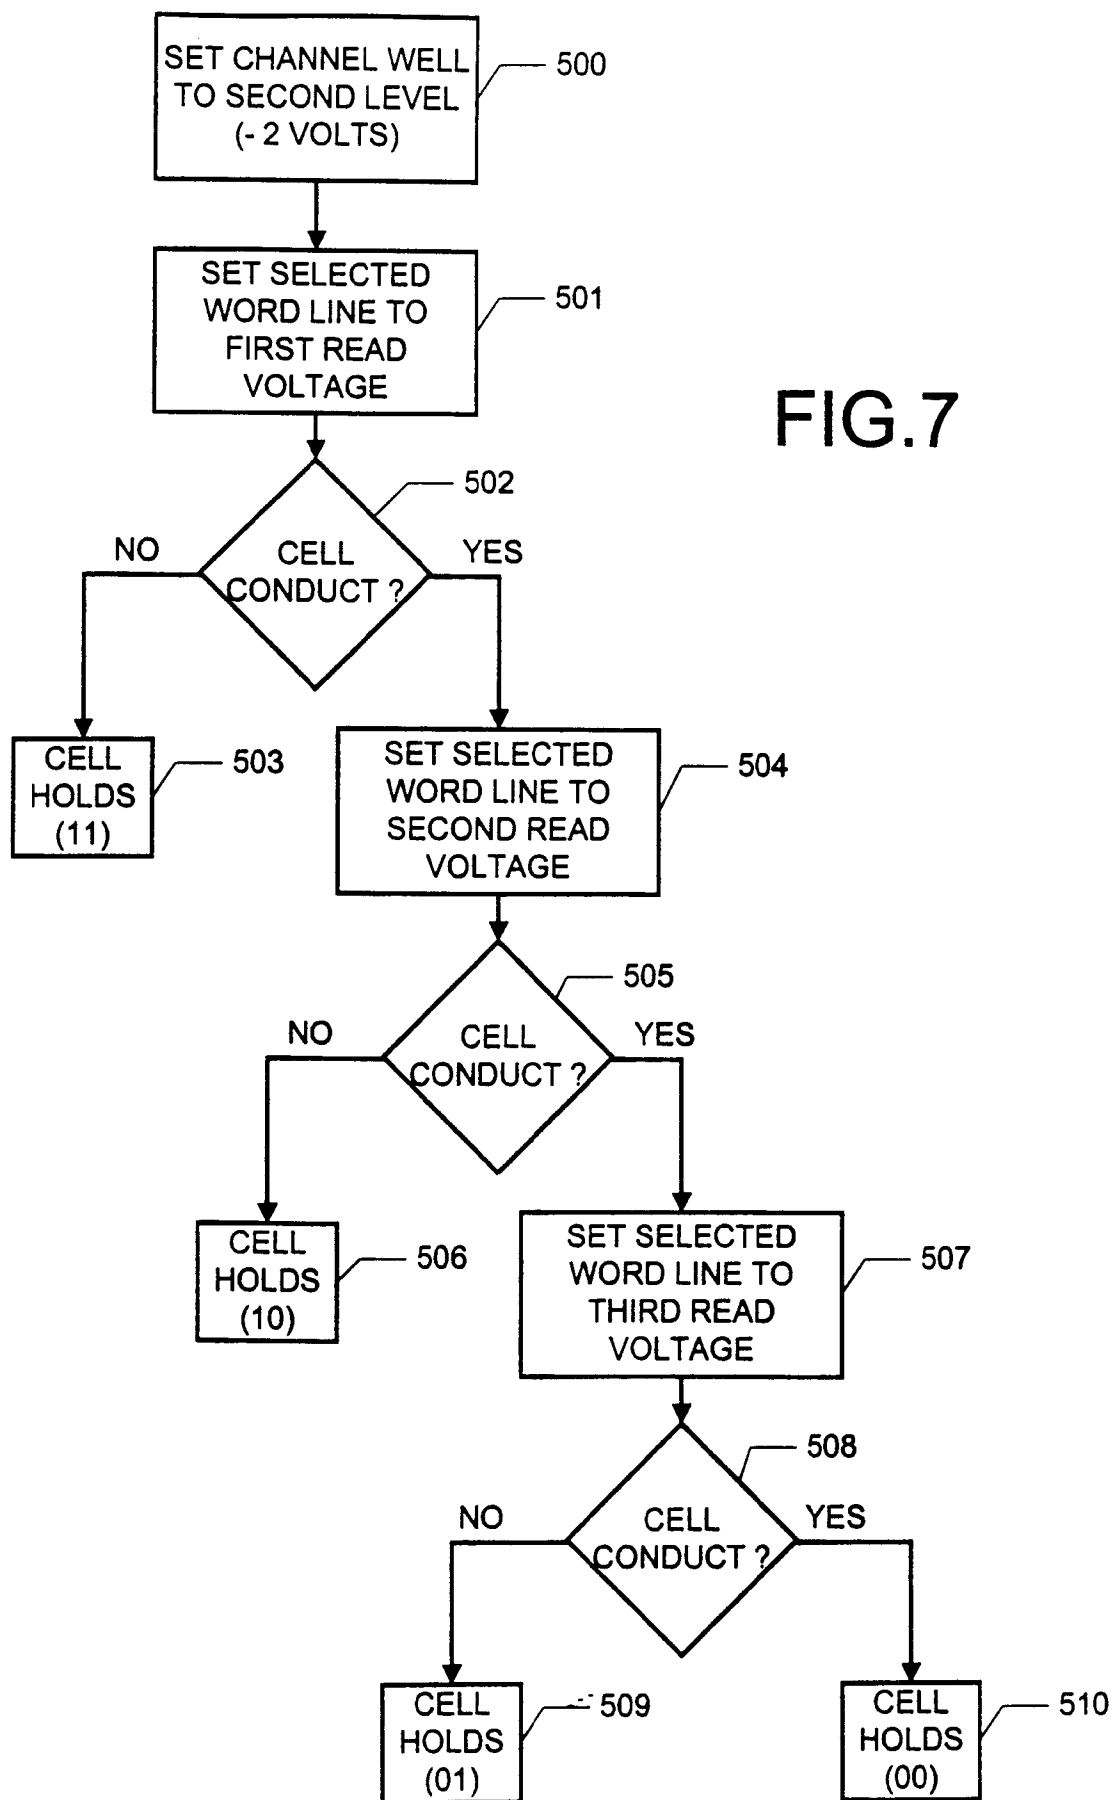 SET CHANNEL WELL
TO SECOND LEVEL
(- 2 VOLTS)
500
SET SELECTED
WORD LINE TO
FIRST READ
VOLTAGE
501
FIG.7
502
NO
YES
CELL
CONDUCT ?
CELL
HOLDS
(11)
503
SET SELECTED
WORD LINE TO
SECOND READ
VOLTAGE
504
505
NO
YES
CELL
CONDUCT ?
CELL
HOLDS
(10)
506
SET SELECTED
WORD LINE TO
THIRD READ
VOLTAGE
507
508
NO
YES
CELL
CONDUCT ?
CELL
HOLDS
(01)
509
CELL
HOLDS
(00)
510